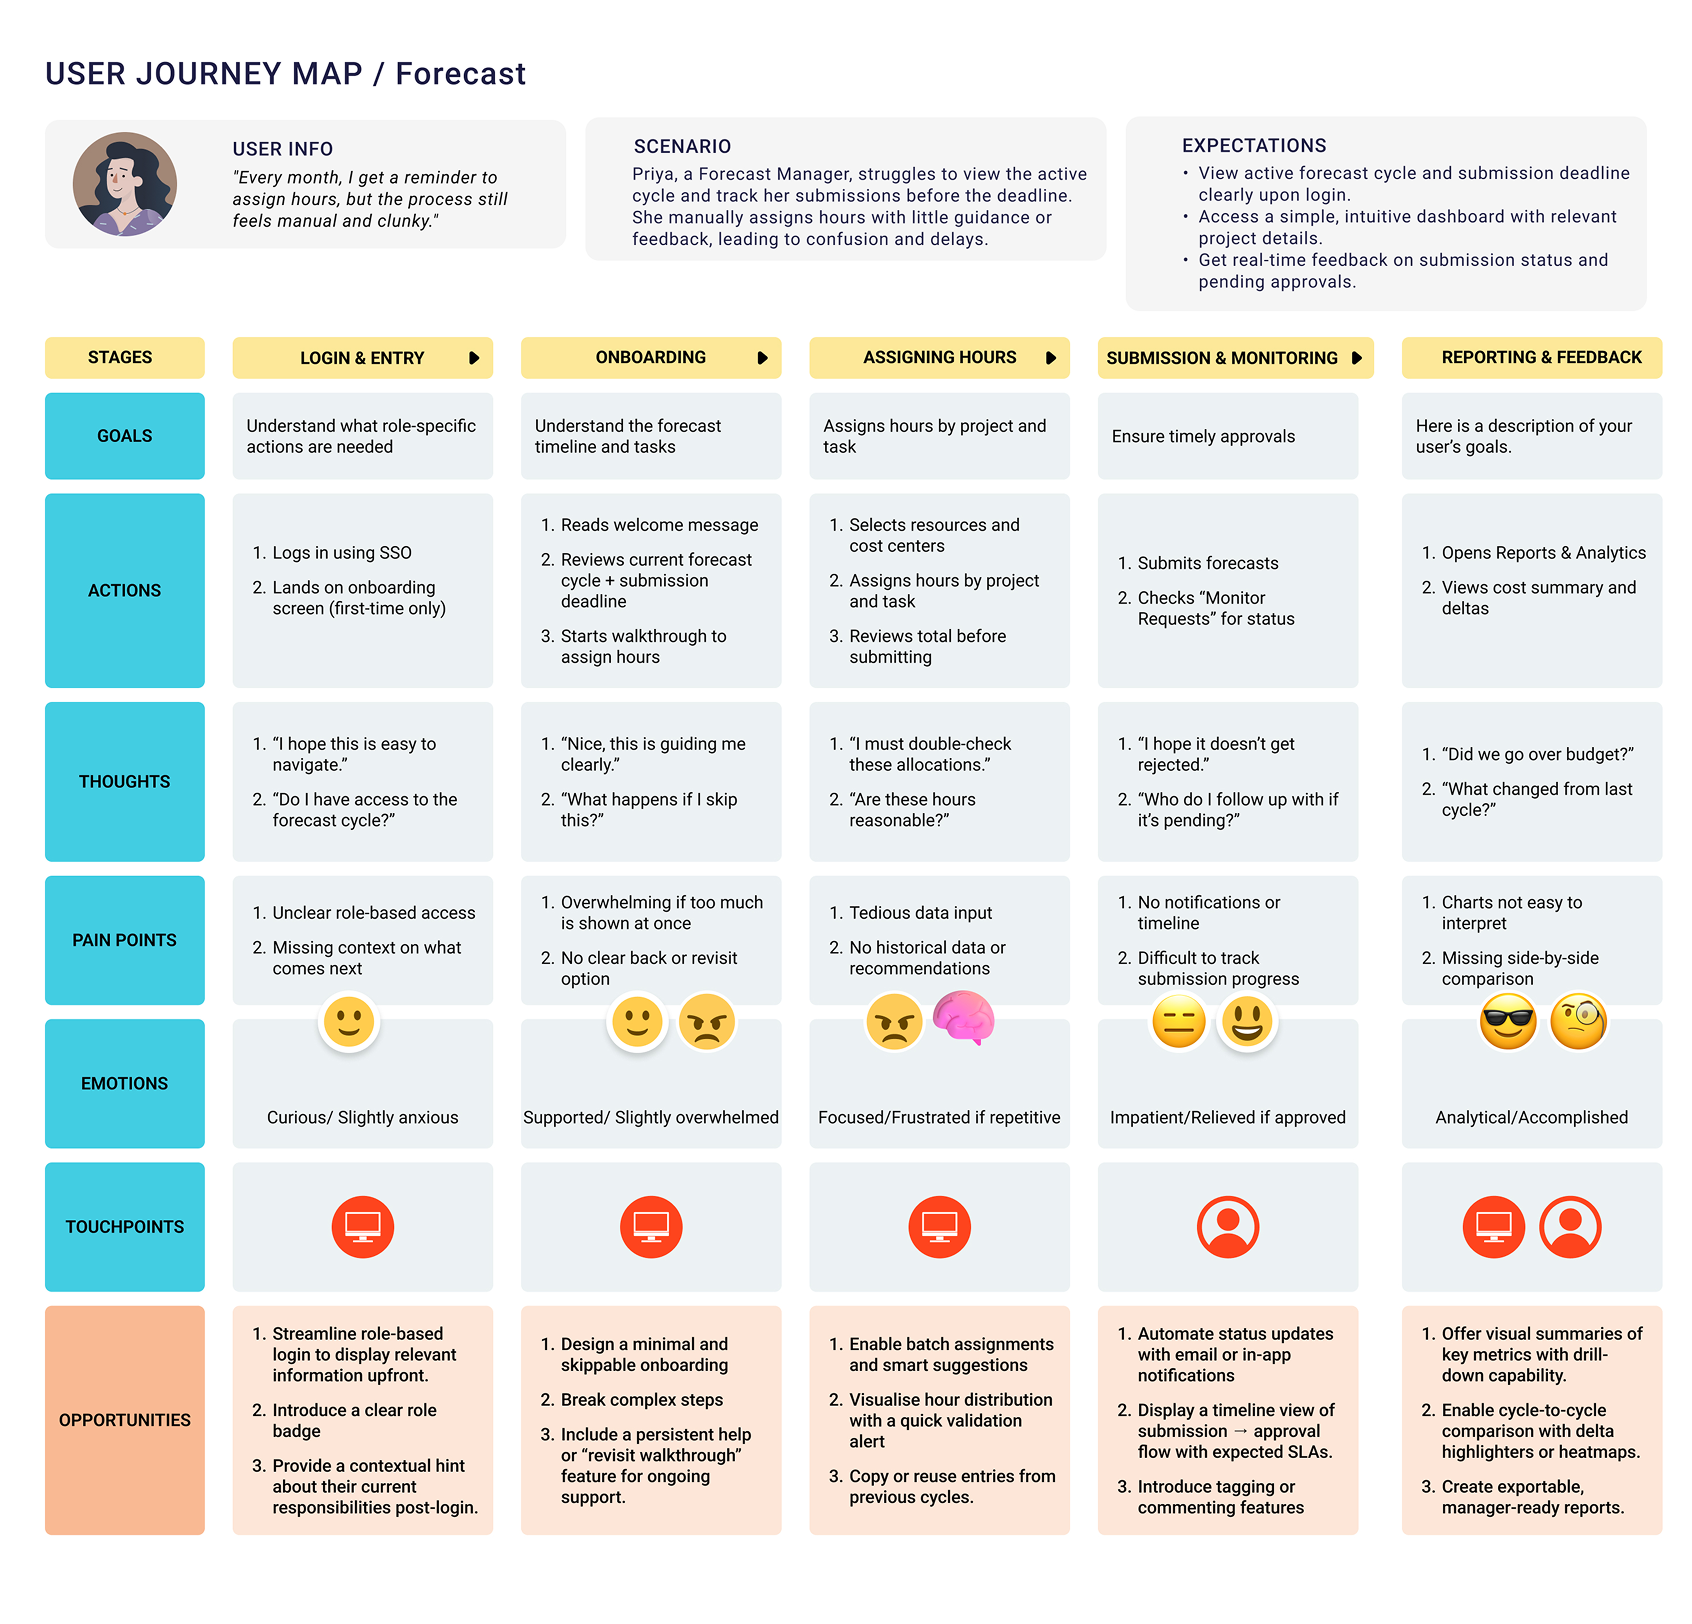 USER JOURNEY MAP / Forecast
USER INFO
"Every month, I get a reminder to
assign hours, but the process still
feels manual and clunky."
SCENARIO
Priya, a Forecast Manager, struggles to view the active
cycle and track her submissions before the deadline.
She manually assigns hours with little guidance or
feedback, leading to confusion and delays.
EXPECTATIONS
• View active forecast cycle and submission deadline
clearly upon login.
• Access a simple, intuitive dashboard with relevant
project details.
• Get real-time feedback on submission status and
pending approvals.
STAGES
LOGIN & ENTRY
ONBOARDING
ASSIGNING HOURS
SUBMISSION & MONITORING
REPORTING & FEEDBACK
GOALS
Understand what role-specific
actions are needed
Understand the forecast
timeline and tasks
Assigns hours by project and
task
Ensure timely approvals
Here is a description of your
user’s goals.
ACTIONS
1. Logs in using SSO
2. Lands on onboarding
screen (first-time only)
1. Reads welcome message
2. Reviews current forecast
cycle + submission
deadline
3. Starts walkthrough to
assign hours
1. Selects resources and
cost centers
2. Assigns hours by project
and task
3. Reviews total before
submitting
1. Submits forecasts
2. Checks “Monitor
Requests” for status
1. Opens Reports & Analytics
2. Views cost summary and
deltas
THOUGHTS
1. “I hope this is easy to
navigate.”
2. “Do I have access to the
forecast cycle?”
1. “Nice, this is guiding me
clearly.”
2. “What happens if I skip
this?”
1. “I must double-check
these allocations.”
2. “Are these hours
reasonable?”
1. “I hope it doesn’t get
rejected.”
2. “Who do I follow up with if
it’s pending?”
1. “Did we go over budget?”
2. “What changed from last
cycle?”
PAIN POINTS
1. Unclear role-based access
2. Missing context on what
comes next
1. Overwhelming if too much
is shown at once
2. No clear back or revisit
option
1. Tedious data input
2. No historical data or
recommendations
1. No notifications or
timeline
2. Difficult to track
submission progress
1. Charts not easy to
interpret
2. Missing side-by-side
comparison
EMOTIONS
Curious/ Slightly anxious
Supported/ Slightly overwhelmed
Focused/Frustrated if repetitive
Impatient/Relieved if approved
Analytical/Accomplished
TOUCHPOINTS
OPPORTUNITIES
1. Streamline role-based
login to display relevant
information upfront.
2. Introduce a clear role
badge
3. Provide a contextual hint
about their current
responsibilities post-login.
1. Design a minimal and
skippable onboarding
2. Break complex steps
3. Include a persistent help
or “revisit walkthrough”
feature for ongoing
support.
1. Enable batch assignments
and smart suggestions
2. Visualise hour distribution
with a quick validation
alert
3. Copy or reuse entries from
previous cycles.
1. Automate status updates
with email or in-app
notifications
2. Display a timeline view of
submission → approval
flow with expected SLAs.
3. Introduce tagging or
commenting features
1. Offer visual summaries of
key metrics with drill-
down capability.
2. Enable cycle-to-cycle
comparison with delta
highlighters or heatmaps.
3. Create exportable,
manager-ready reports.